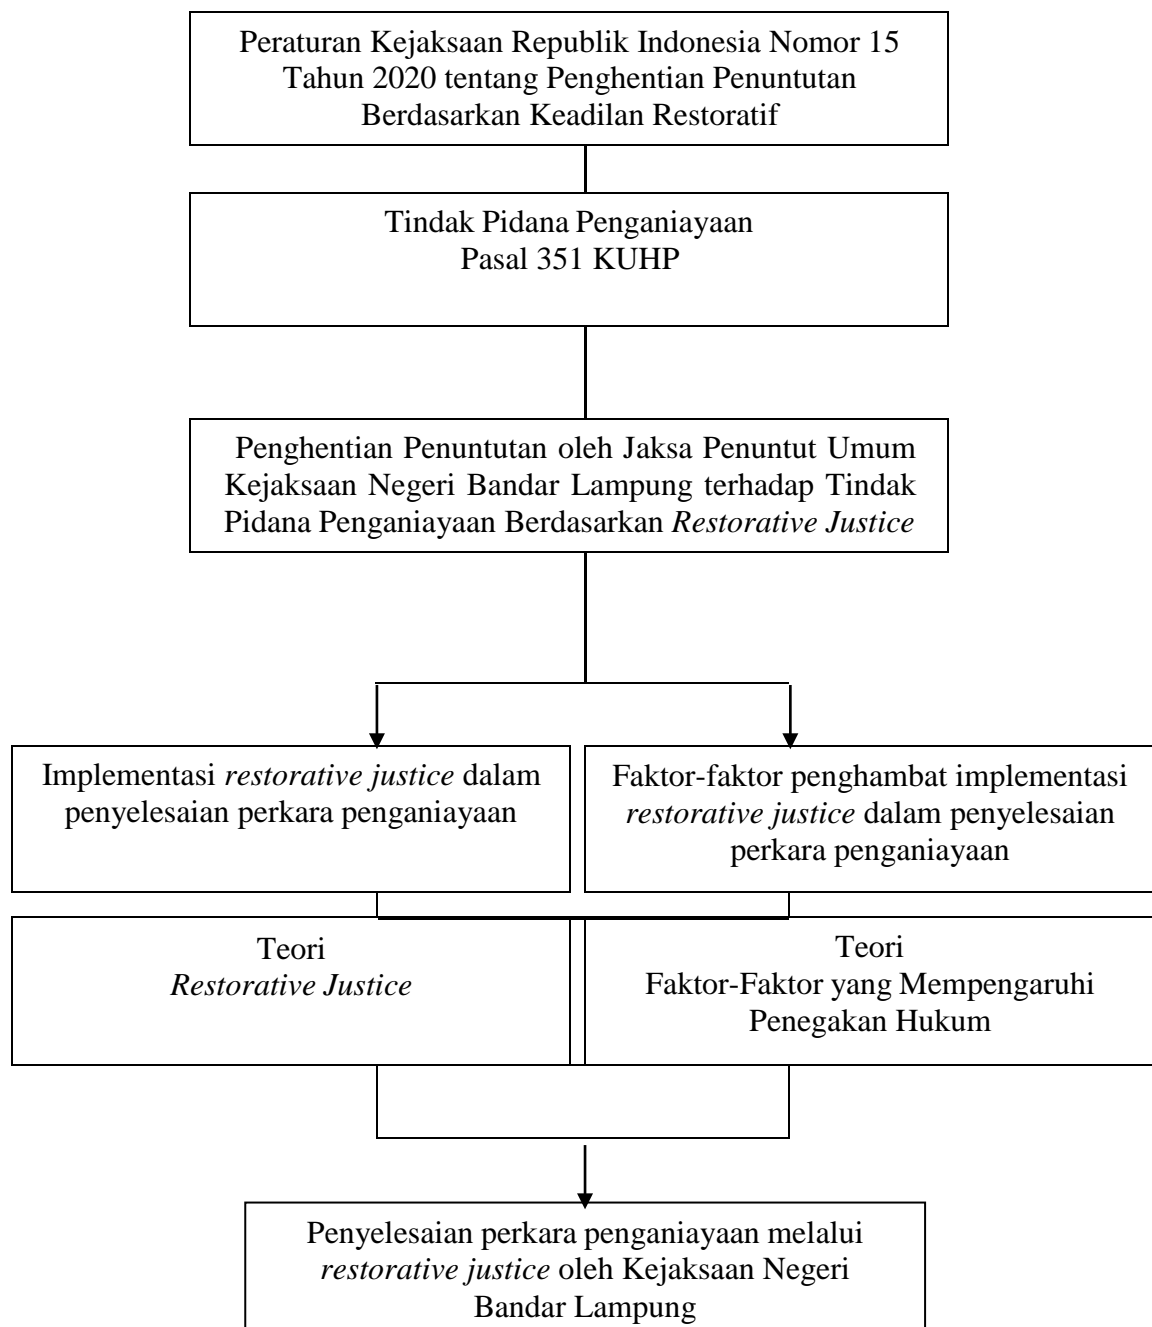 Peraturan Kejaksaan Republik Indonesia Nomor 15
Tahun 2020 tentang Penghentian Penuntutan
Berdasarkan Keadilan Restoratif
Tindak Pidana Penganiayaan
Pasal 351 KUHP
Penghentian Penuntutan oleh Jaksa Penuntut Umum
Kejaksaan Negeri Bandar Lampung terhadap Tindak
Pidana Penganiayaan Berdasarkan Restorative Justice
Implementasi restorative justice dalam
penyelesaian perkara penganiayaan
Faktor-faktor penghambat implementasi
restorative justice dalam penyelesaian
perkara penganiayaan
Teori
Restorative Justice
Teori
Faktor-Faktor yang Mempengaruhi
Penegakan Hukum
Penyelesaian perkara penganiayaan melalui
restorative justice oleh Kejaksaan Negeri
Bandar Lampung